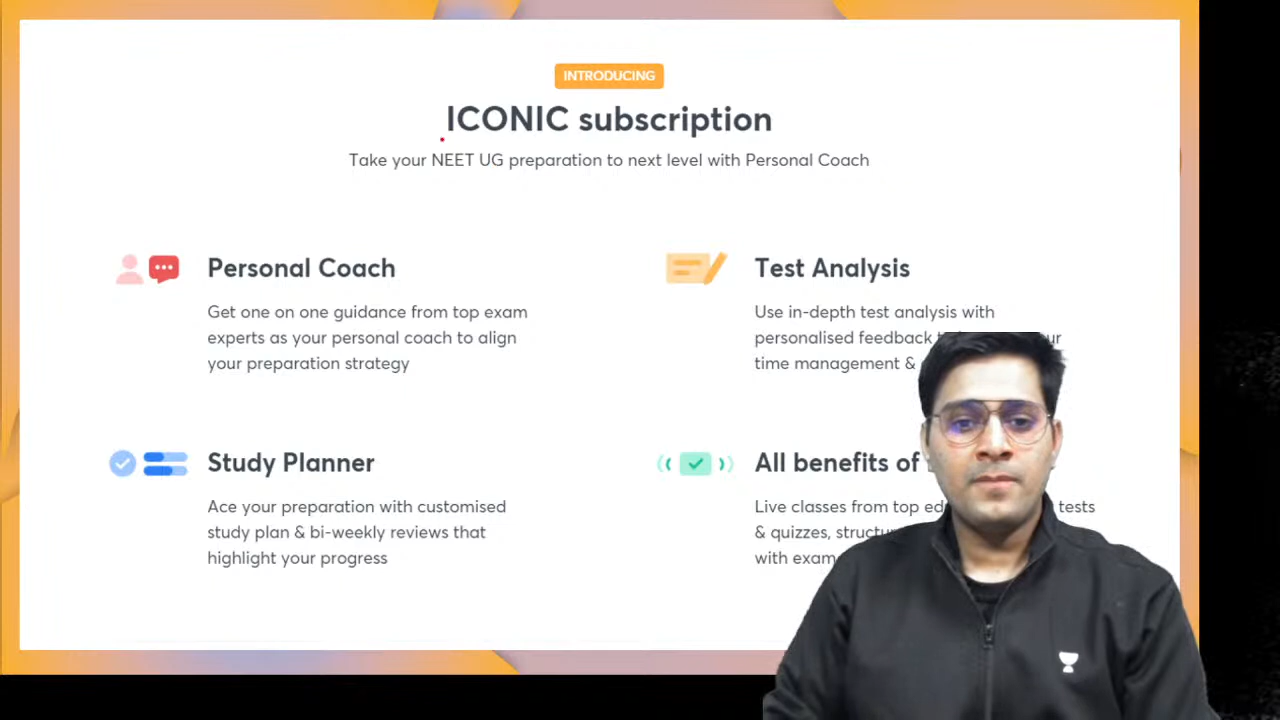 INTRODUCING
ICONIC subscription
Take your NEET UG preparation to next level with Personal Coach
Personal Coach
Get one on one guidance from top exam
experts as your personal coach to align
your preparation strategy
Test Analysis
Use in-depth test analysis with
personalised feedback
time management &
Study Planner
Ace your preparation with customised
study plan & bi-weekly reviews that
highlight your progress
All benefits of
Live classes from top tests
& quizzes,
with exam